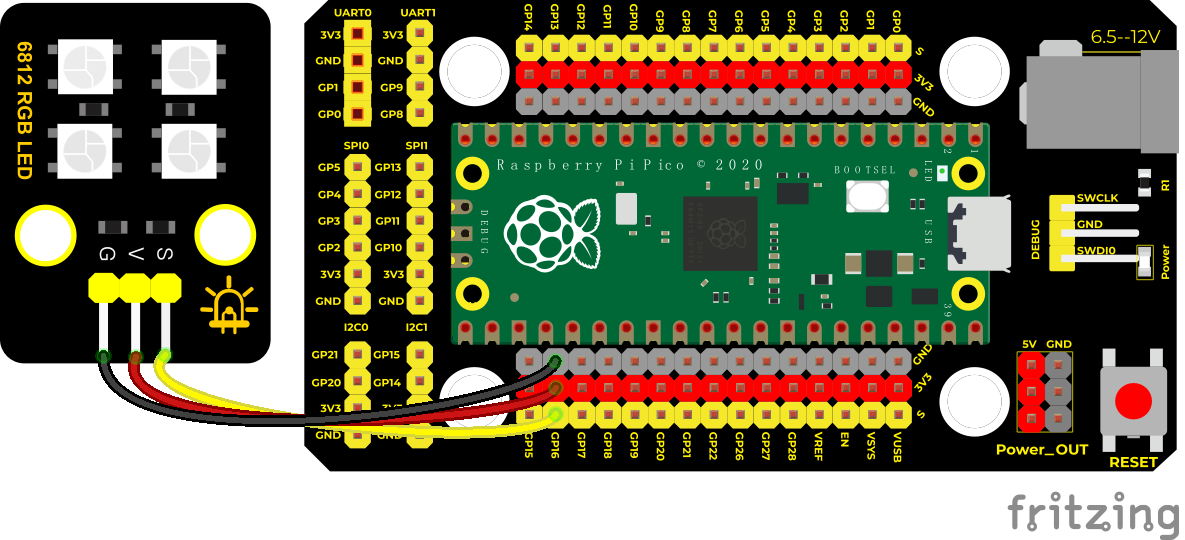 6812 RGB LED
G
V
S
UART0
3V3
GND
GP1
GP0
UART1
3V3
GND
GP9
GP8
SPI0
GP5
GP4
GP3
GP2
3V3
GND
SPI1
GP13
GP12
GP11
GP10
3V3
GND
I2C0
GP21
GP20
3V3
GND
I2C1
GP15
GP14
GND
GP14
GP13
GP12
GP11
GP10
GP9
GP8
GP7
GP6
GP5
GP4
GP3
GP2
GP1
GP0
S
3V3
GND
Raspberry Pi Pico © 2020
BOOTSEL
LED
2
1
DEBUG
USB
39
GND
3V3
S
GP15
GP16
GP17
GP18
GP19
GP20
GP21
GP22
GP26
GP27
GP28
VREF
EN
VSYS
VUSB
6.5--12V
R1
DEBUG
SWCLK
GND
SWDI0
Power
5V
GND
Power_OUT
RESET
fritzing